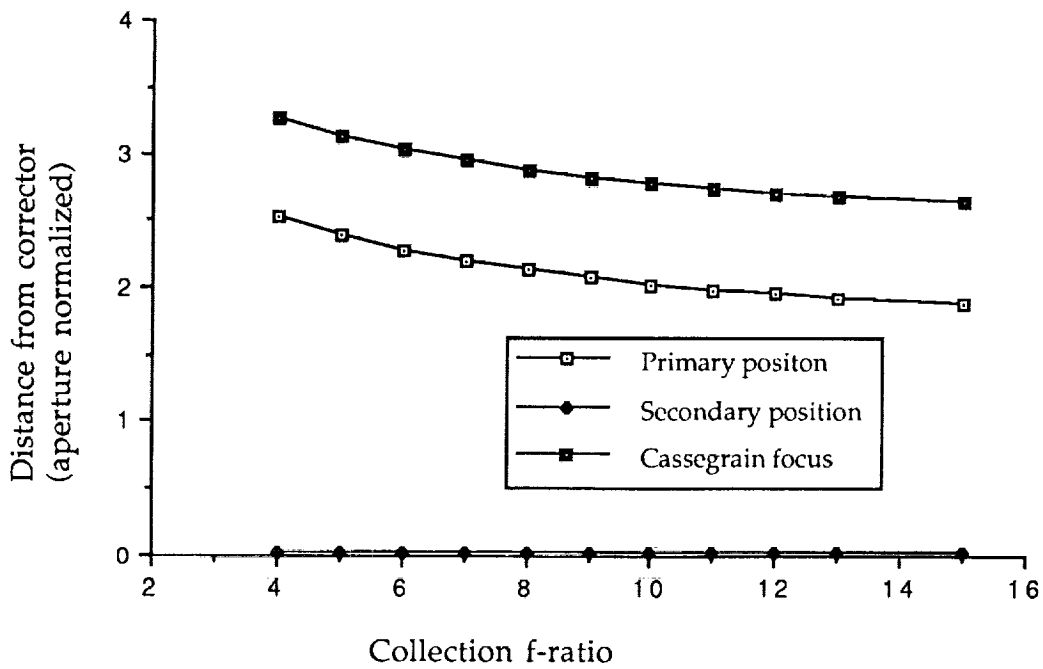 Distance from corrector
(aperture normalized)
4
3
2
1
0
Primary positon
Secondary position
Cassegrain focus
2 4 6 8 10 12 14 16
Collection f-ratio